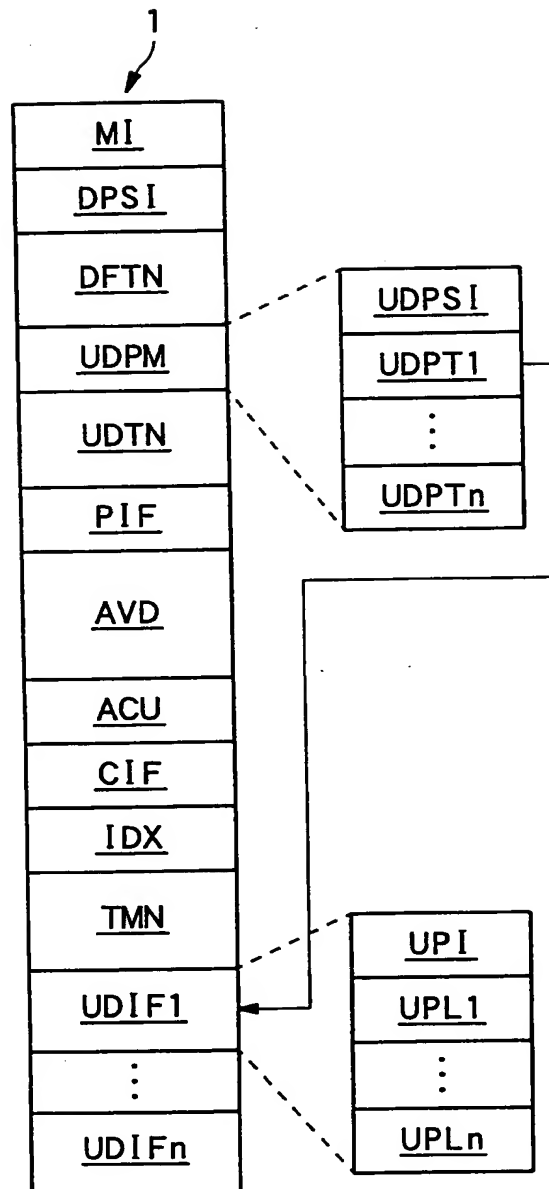 1
MI
DPSI
DFTN
UDPM
UDTN
PIF
AVD
ACU
CIF
IDX
TMN
UDIF1
⋮
UDIFn
UDPSI
UDPT1
⋮
UDPTn
UPI
UPL1
⋮
UPLn